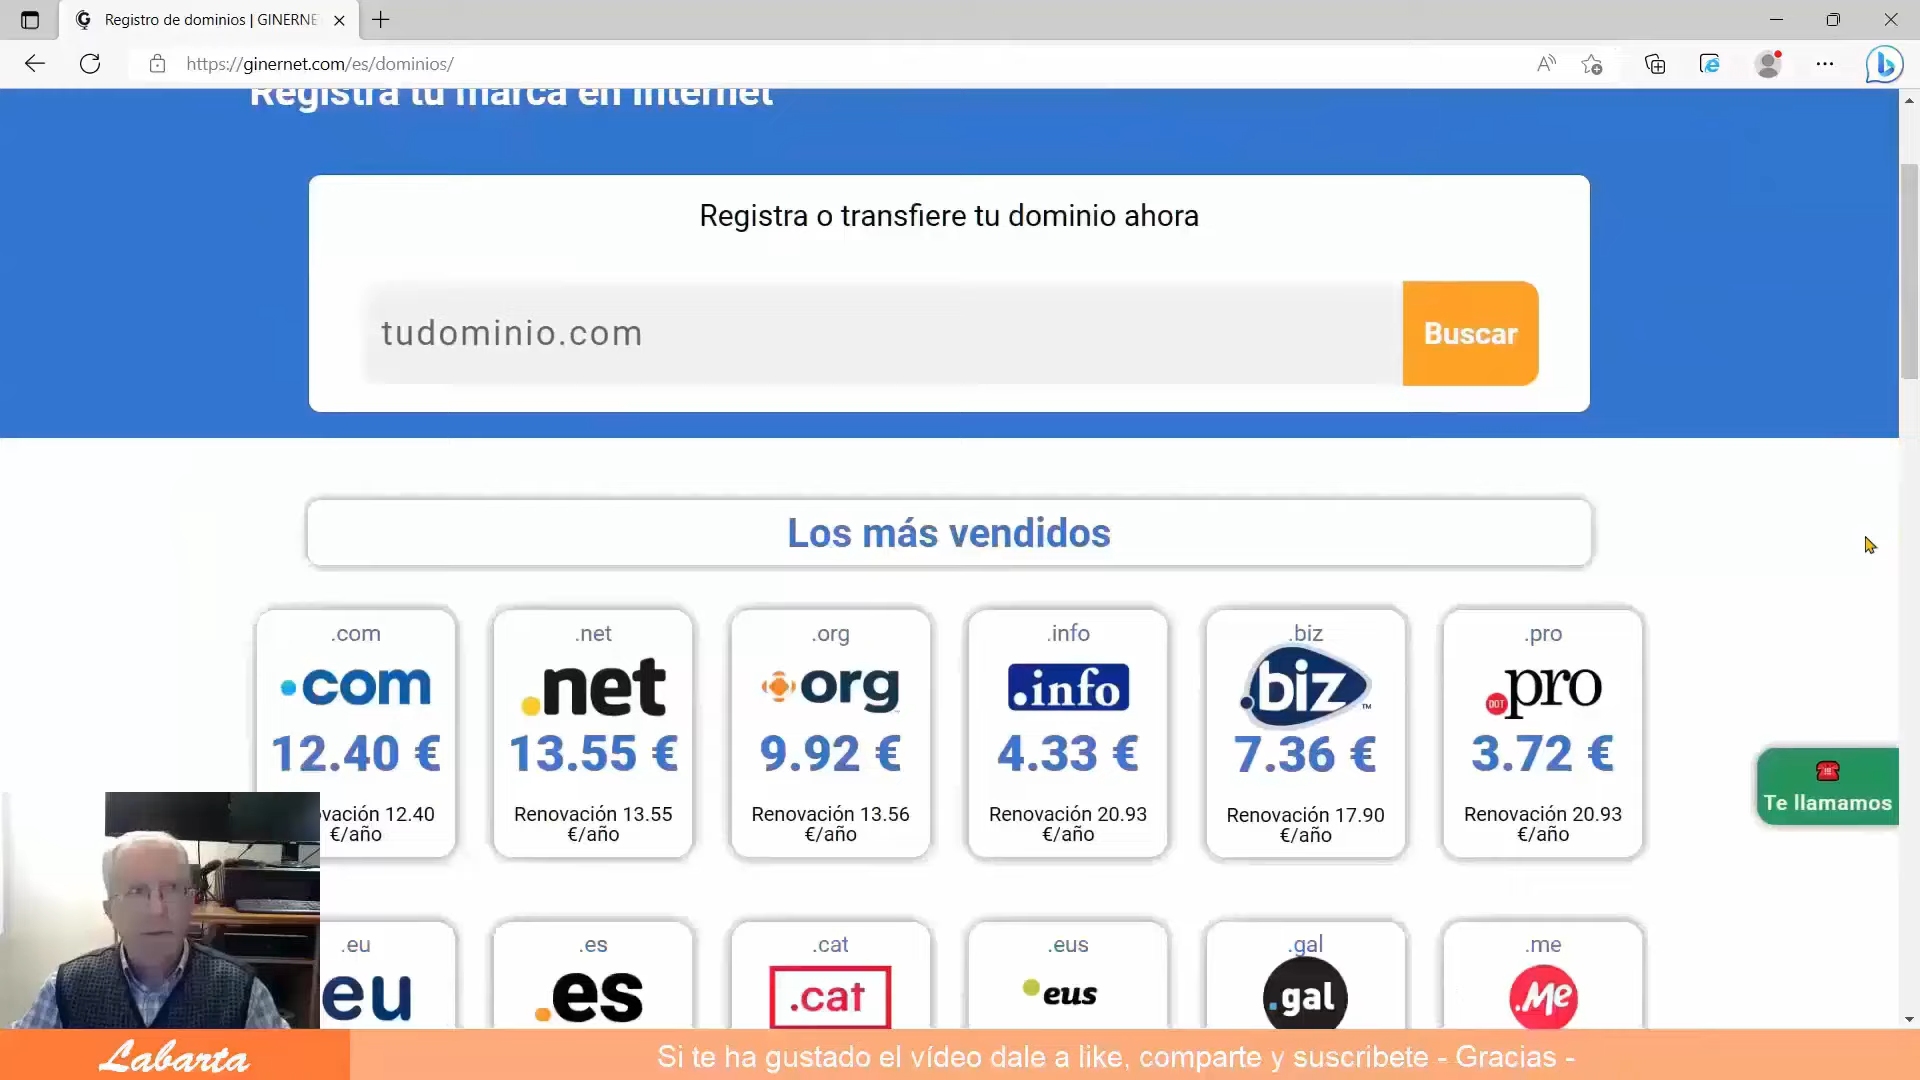 Registro de dominios | GINERNE
https://ginernet.com/es/dominios/
Registra tu marca en internet
Registra o transfiere tu dominio ahora
tudominio.com
Buscar
Los más vendidos
.com
.net
.org
.info
.biz
.pro
.com
.net
.org
.info
.biz
DOT
.pro
12.40 €
13.55 €
9.92 €
4.33 €
7.36 €
3.72 €
vación 12.40
€/año
Renovación 13.55
€/año
Renovación 13.56
€/año
Renovación 20.93
€/año
Renovación 17.90
€/año
Renovación 20.93
€/año
Te llamamos
.eu
.es
.cat
.eus
.gal
.me
eu
.es
.cat
eus
.gal
.Me
Labarta
Si te ha gustado el vídeo dale a like, comparte y suscribete - Gracias -